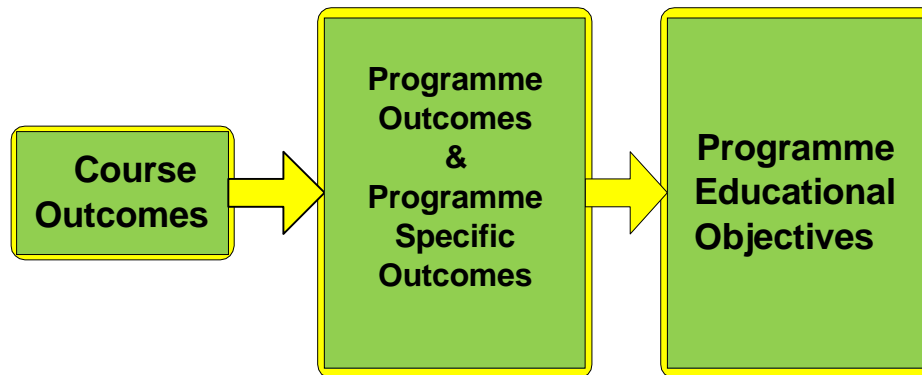 Course
Outcomes
Programme
Outcomes
&
Programme
Specific
Outcomes
Programme
Educational
Objectives